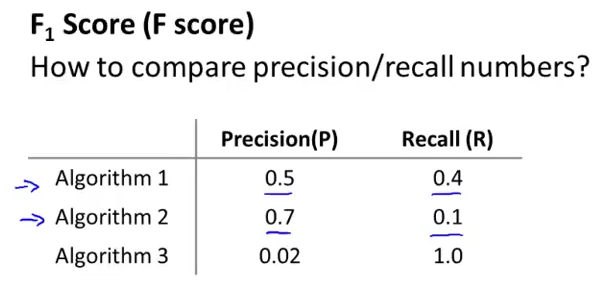 F₁ Score (F score)
How to compare precision/recall numbers?
Precision(P) Recall (R)
Algorithm 1 0.5 0.4
Algorithm 2 0.7 0.1
Algorithm 3 0.02 1.0